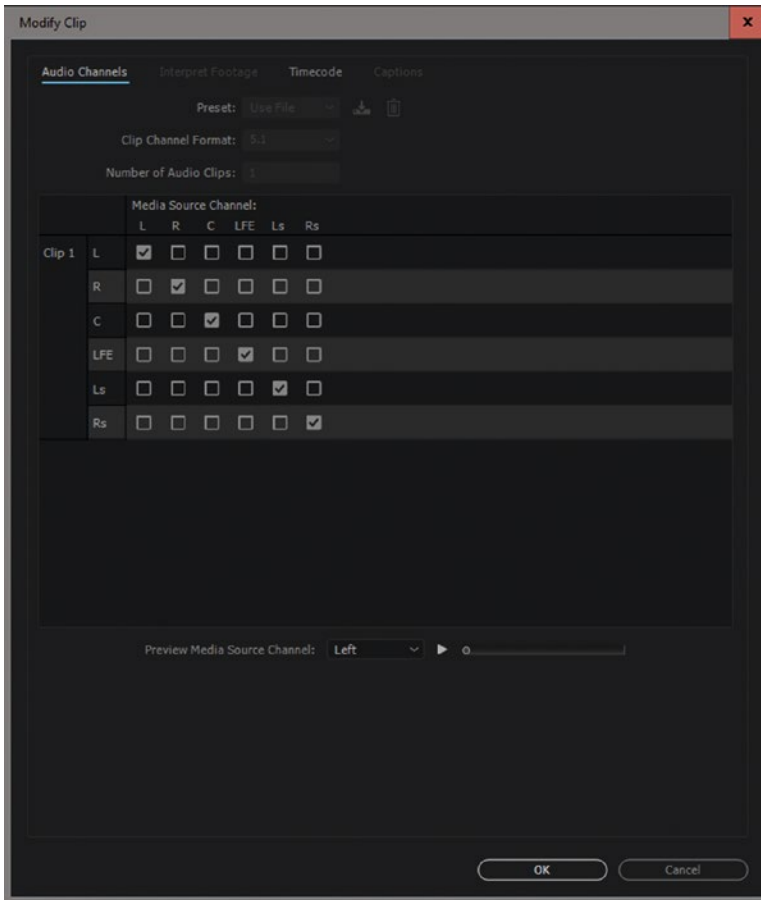 Modify Clip
x
Audio Channels Interpret Footage Timecode Captions
Preset: Use File
Clip Channel Format: 5.1
Number of Audio Clips: 1
Media Source Channel:
L R C LFE Ls Rs
Clip 1 L
R
C
LFE
Ls
Rs
Preview Media Source Channel: Left
OK Cancel